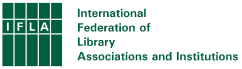 IFLA
International
Federation of
Library
Associations and Institutions